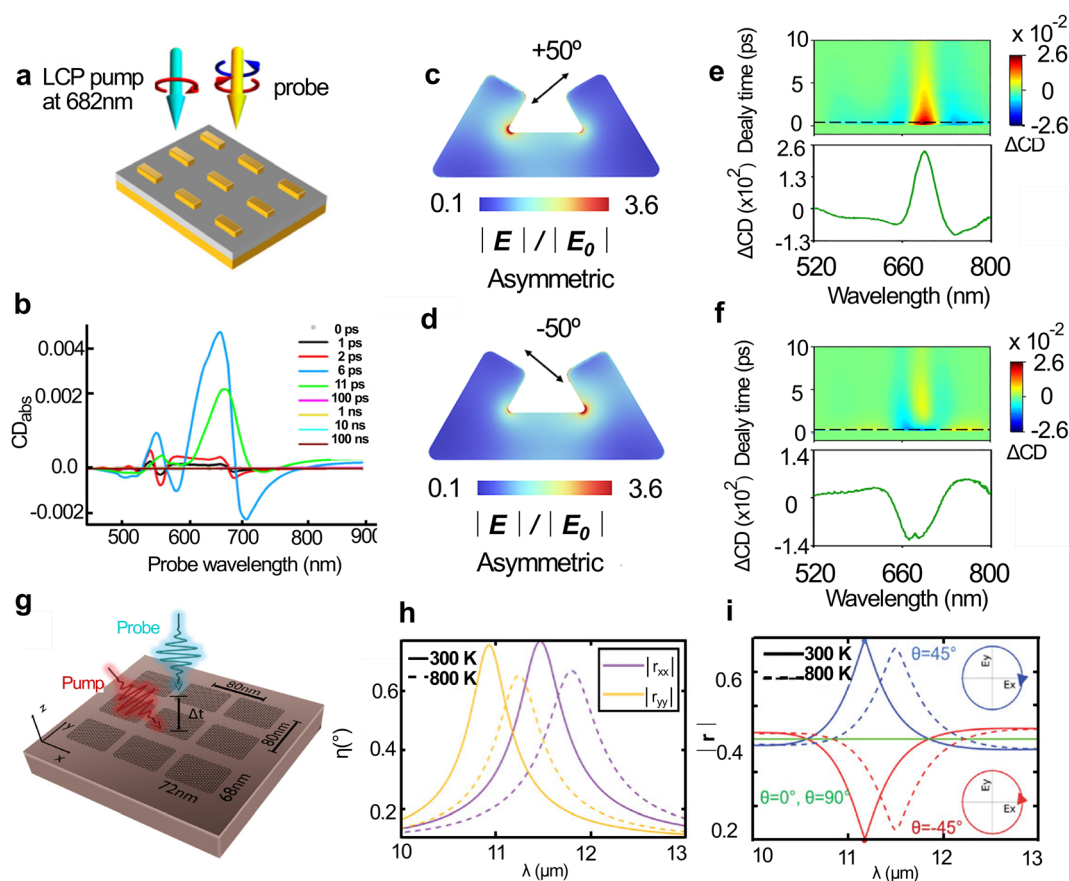 a
LCP pump
at 682nm
probe
b
0.004
0.002
0.0
-0.002
CD_abs
0 ps
1 ps
2 ps
6 ps
11 ps
100 ps
1 ns
10 ns
100 ns
500
600
700
800
900
Probe wavelength (nm)
c
+50º
0.1
3.6
| E | / | E₀ |
Asymmetric
d
-50º
0.1
3.6
| E | / | E₀ |
Asymmetric
e
10
5
0
Dealy time (ps)
x 10⁻²
2.6
0
-2.6
ΔCD
2.6
1.3
0
-1.3
ΔCD (x10²)
520
660
800
Wavelength (nm)
f
10
5
0
Dealy time (ps)
x 10⁻²
2.6
0
-2.6
ΔCD
1.4
0
-1.4
ΔCD (x10²)
520
660
800
Wavelength (nm)
g
Probe
Pump
Δt
80nm
80nm
72nm
68nm
z
y
x
h
300 K
800 K
|r_xx|
|r_yy|
0.6
0.4
0.2
η(°)
10
11
12
13
λ (μm)
i
300 K
800 K
θ=45°
Ey
Ex
0.6
0.4
0.2
|r|
θ=0°, θ=90°
θ=-45°
Ey
Ex
10
11
12
13
λ (μm)